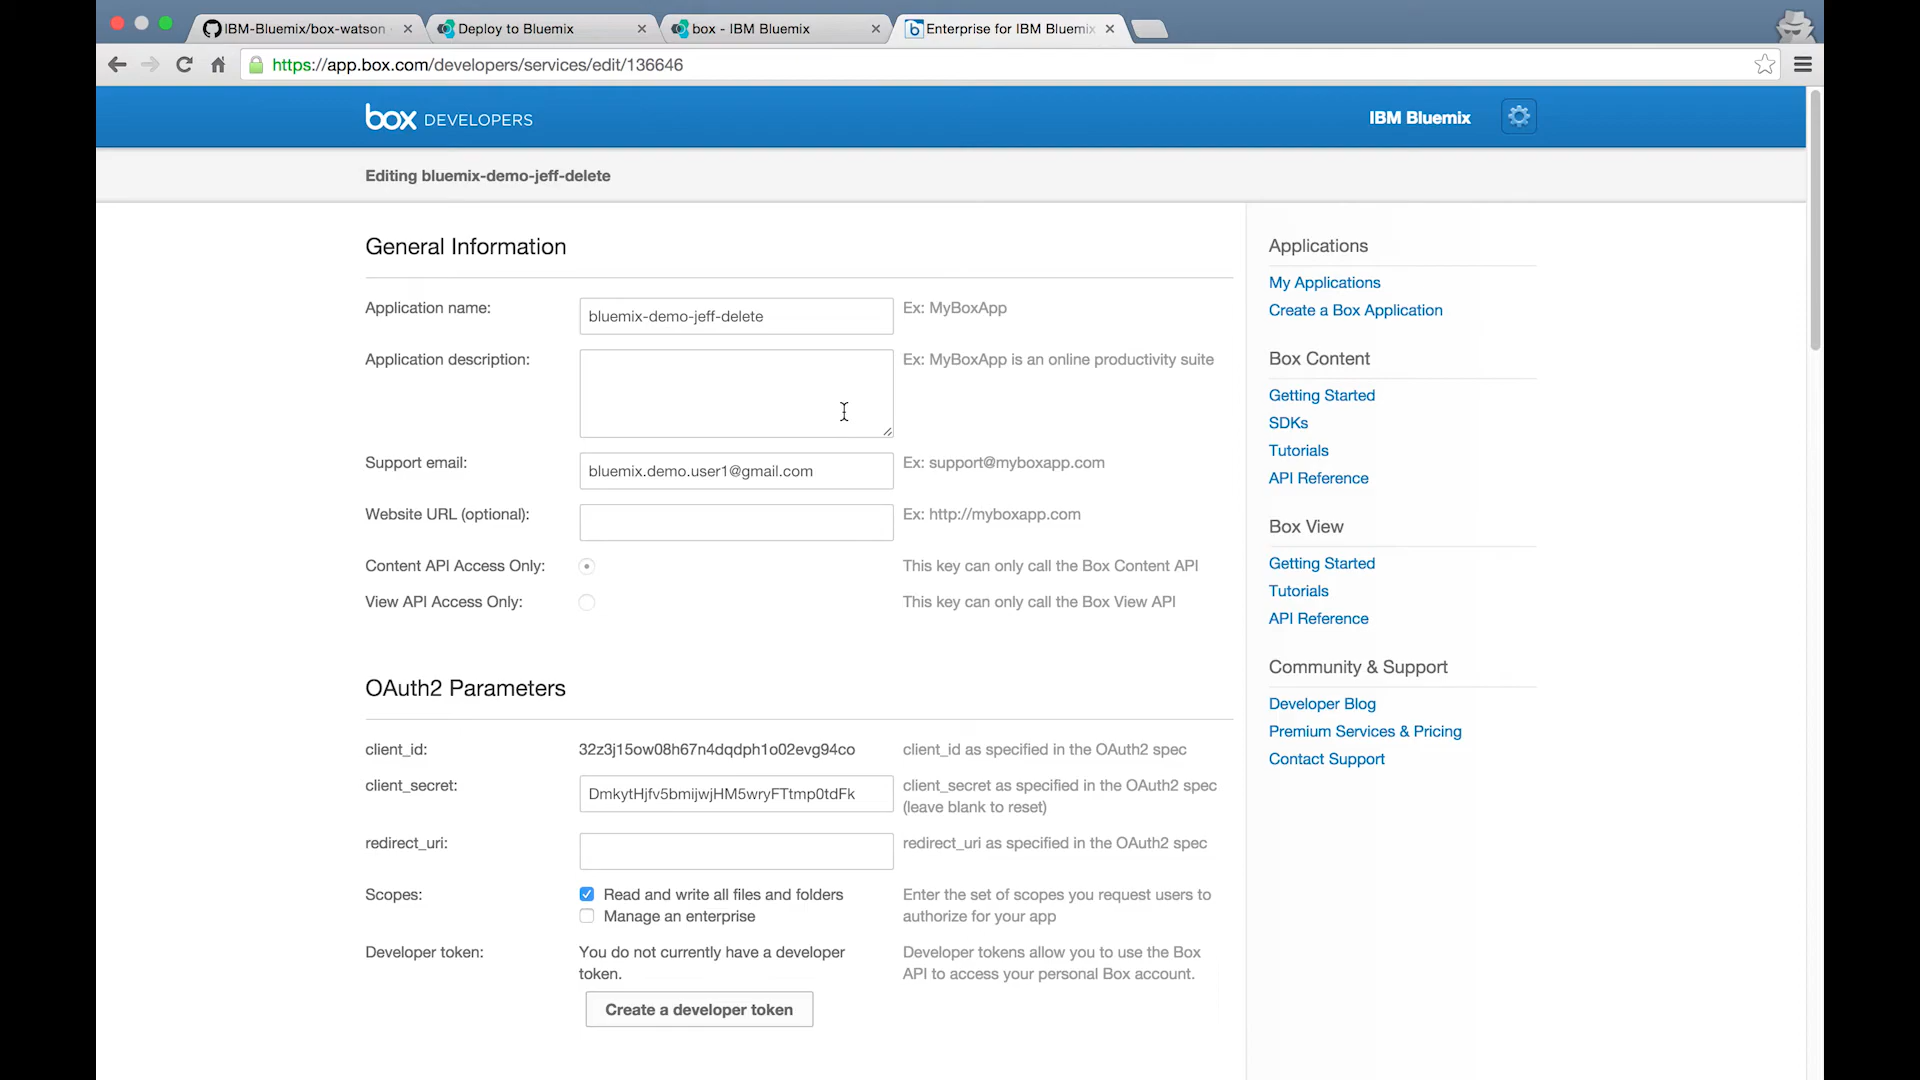 IBM-Bluemix/box-watson
Deploy to Bluemix
box - IBM Bluemix
Enterprise for IBM Bluemix
https://app.box.com/developers/services/edit/136646
box DEVELOPERS
IBM Bluemix
Editing bluemix-demo-jeff-delete
General Information
Application name:
bluemix-demo-jeff-delete
Ex: MyBoxApp
Application description:
Ex: MyBoxApp is an online productivity suite
Support email:
bluemix.demo.user1@gmail.com
Ex: support@myboxapp.com
Website URL (optional):
Ex: http://myboxapp.com
Content API Access Only:
This key can only call the Box Content API
View API Access Only:
This key can only call the Box View API
OAuth2 Parameters
client_id:
32z3j15ow08h67n4dqdph1o02evg94co
client_id as specified in the OAuth2 spec
client_secret:
DmkytHjfv5bmijwjHM5wryFTtmp0tdFk
client_secret as specified in the OAuth2 spec
(leave blank to reset)
redirect_uri:
redirect_uri as specified in the OAuth2 spec
Scopes:
Read and write all files and folders
Manage an enterprise
Enter the set of scopes you request users to
authorize for your app
Developer token:
You do not currently have a developer
token.
Developer tokens allow you to use the Box
API to access your personal Box account.
Create a developer token
Applications
My Applications
Create a Box Application
Box Content
Getting Started
SDKs
Tutorials
API Reference
Box View
Getting Started
Tutorials
API Reference
Community & Support
Developer Blog
Premium Services & Pricing
Contact Support